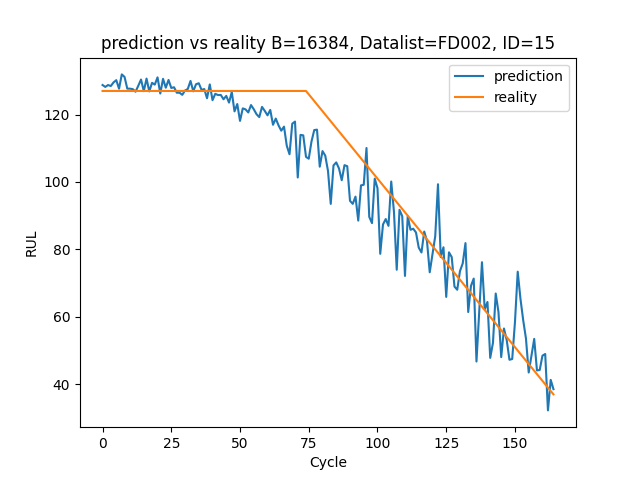 prediction vs reality B=16384, Datalist=FD002, ID=15
prediction
reality
RUL
120
100
80
60
40
0
25
50
75
100
125
150
Cycle